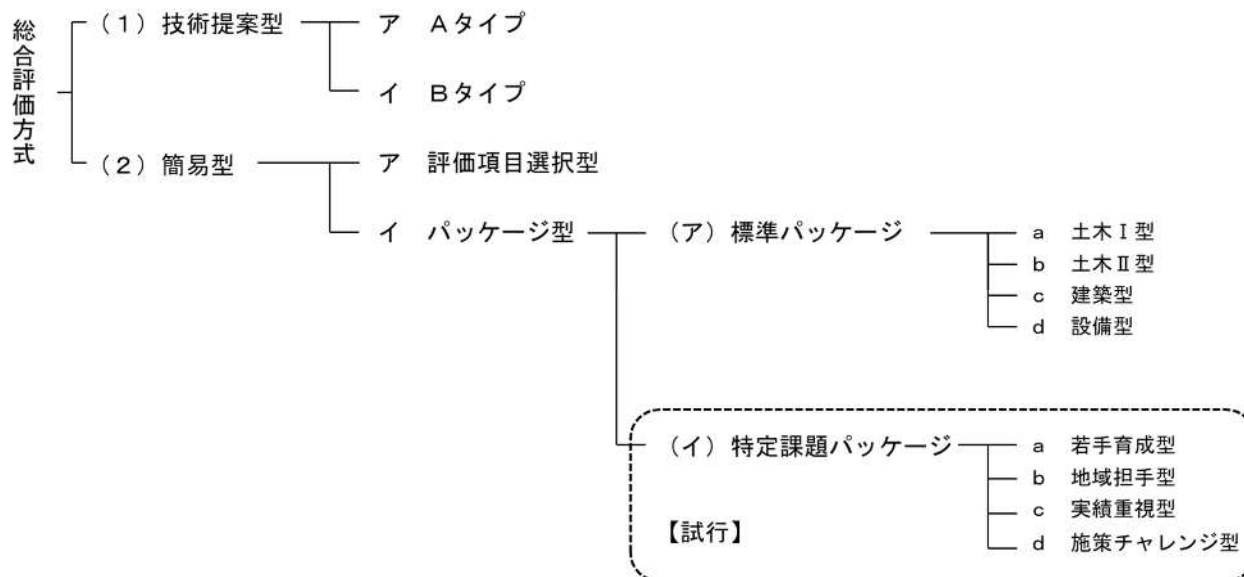 総合評価方式
(1)技術提案型
ア Aタイプ
イ Bタイプ
(2)簡易型
ア 評価項目選択型
イ パッケージ型
(ア)標準パッケージ
a 土木Ⅰ型
b 土木Ⅱ型
c 建築型
d 設備型
(イ)特定課題パッケージ
a 若手育成型
b 地域担手型
c 実績重視型
d 施策チャレンジ型
【試行】